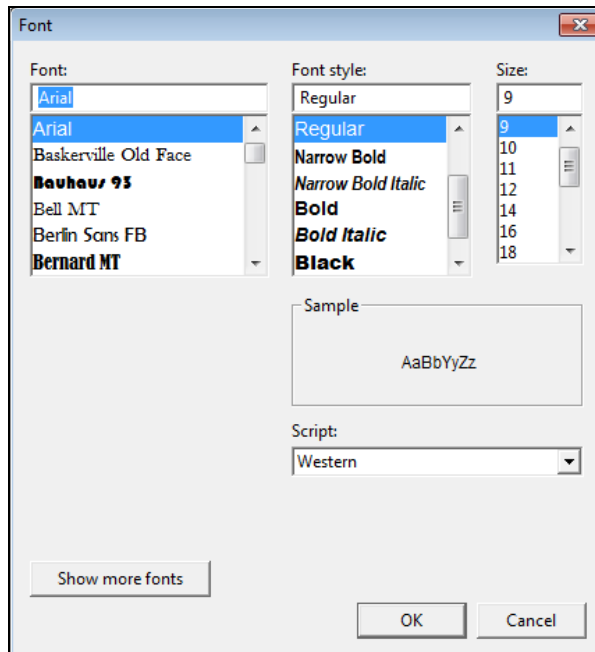 Font
Font:
Arial
Arial
Baskerville Old Face
Bauhaus 93
Bell MT
Berlin Sans FB
Bernard MT
Font style:
Regular
Regular
Narrow Bold
Narrow Bold Italic
Bold
Bold Italic
Black
Size:
9
9
10
11
12
14
16
18
Sample
AaBbYyZz
Script:
Western
Show more fonts
OK
Cancel